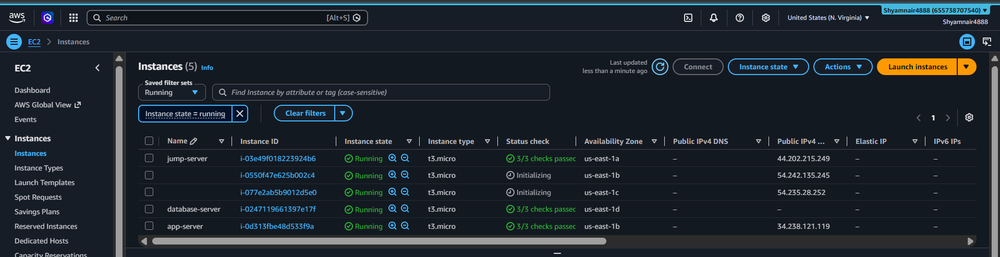 aws
Search [Alt+S]
United States (N. Virginia)
Shyamnair4888 (655738707540)
Shyamnair4888
EC2 Instances
EC2
Dashboard
AWS Global View
Events
Instances
Instances
Instance Types
Launch Templates
Spot Requests
Savings Plans
Reserved Instances
Dedicated Hosts
Capacity Reservations
Instances (5) Info
Last updated
less than a minute ago
Connect Instance state Actions Launch instances
Saved filter sets
Running
Find Instance by attribute or tag (case-sensitive)
Instance state = running
Clear filters
1
Name Instance ID Instance state Instance type Status check Availability Zone Public IPv4 DNS Public IPv4 ... Elastic IP IPv6 IPs
jump-server i-03e49f018223924b6 Running t3.micro 3/3 checks passed us-east-1a – 44.202.215.249 – –
i-0550f47e625b002c4 Running t3.micro Initializing us-east-1b – 54.242.135.245 – –
i-077e2ab5b9012d5e0 Running t3.micro Initializing us-east-1c – 54.235.28.252 – –
database-server i-0247119661397e17f Running t3.micro 3/3 checks passed us-east-1d – – – –
app-server i-0d313fbe48d533f9a Running t3.micro 3/3 checks passed us-east-1b – 34.238.121.119 – –